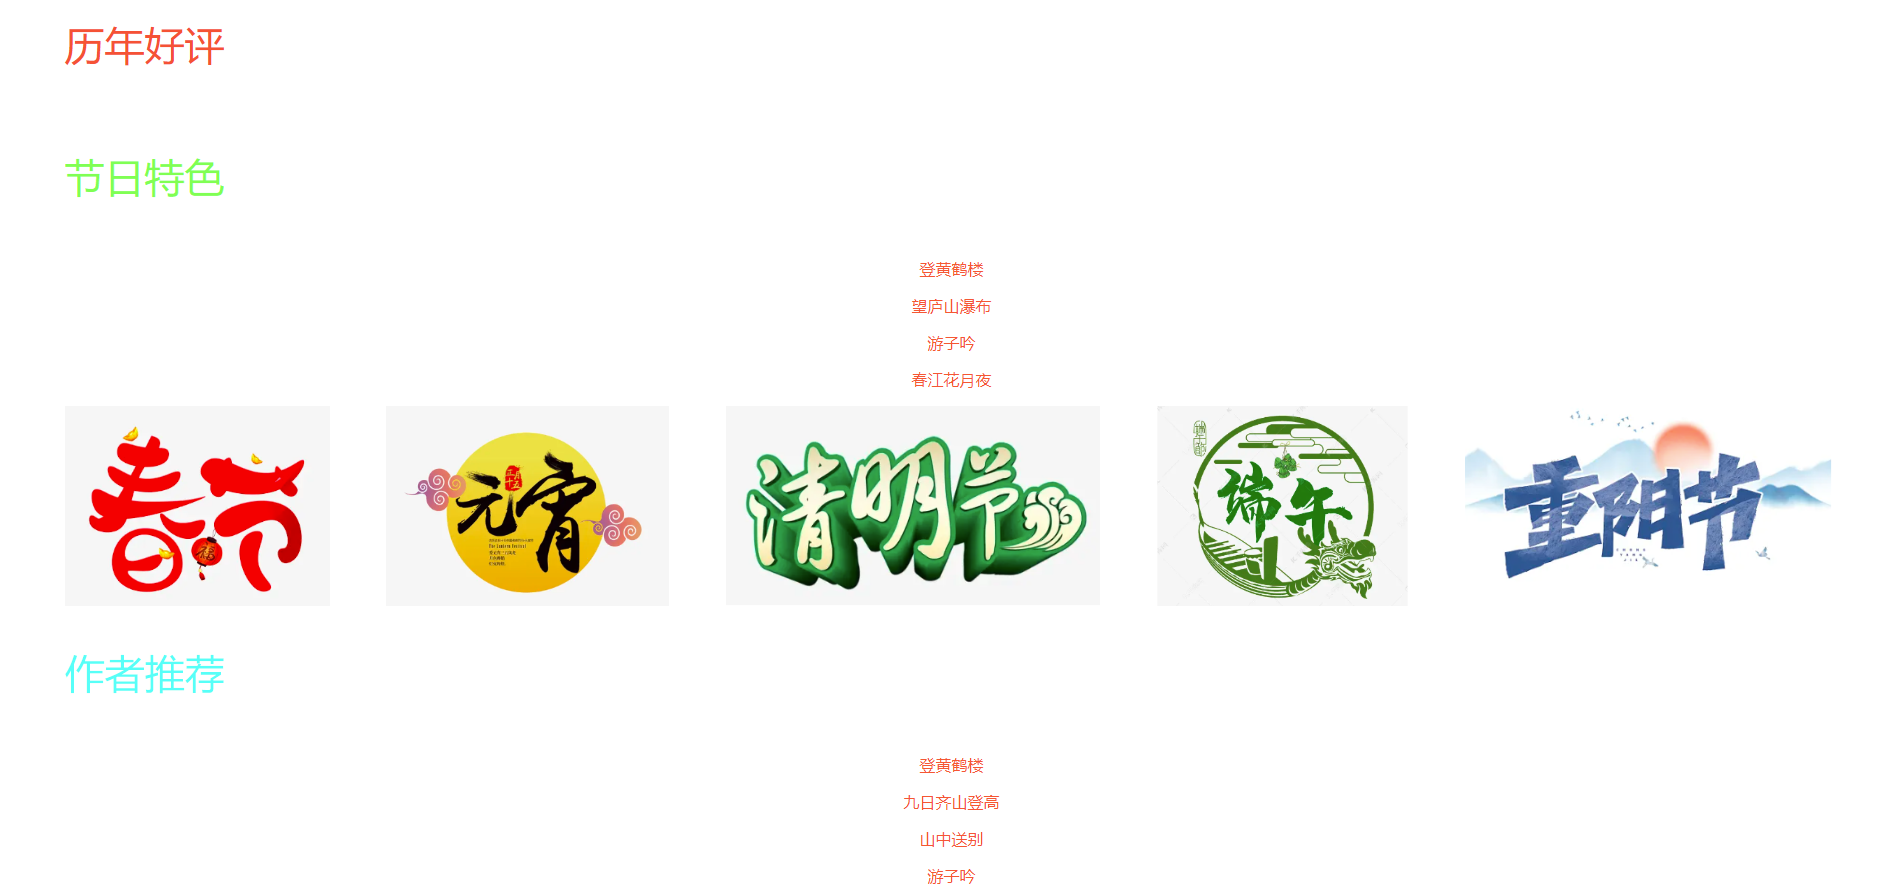 历年好评
节日特色
登黄鹤楼
望庐山瀑布
游子吟
春江花月夜
春节
元宵
清明节
端午
重阴节
作者推荐
登黄鹤楼
九日齐山登高
山中送别
游子吟